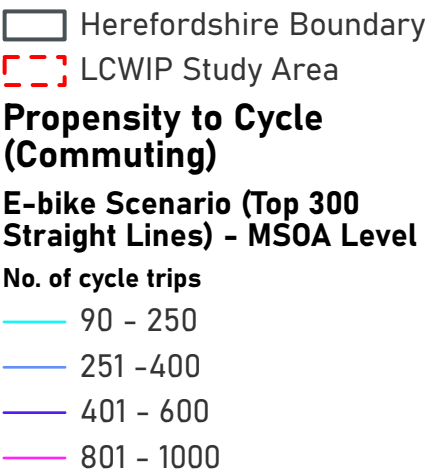 Herefordshire Boundary
LCWIP Study Area
Propensity to Cycle
(Commuting)
E-bike Scenario (Top 300
Straight Lines) - MSOA Level
No. of cycle trips
90 - 250
251 -400
401 - 600
801 - 1000